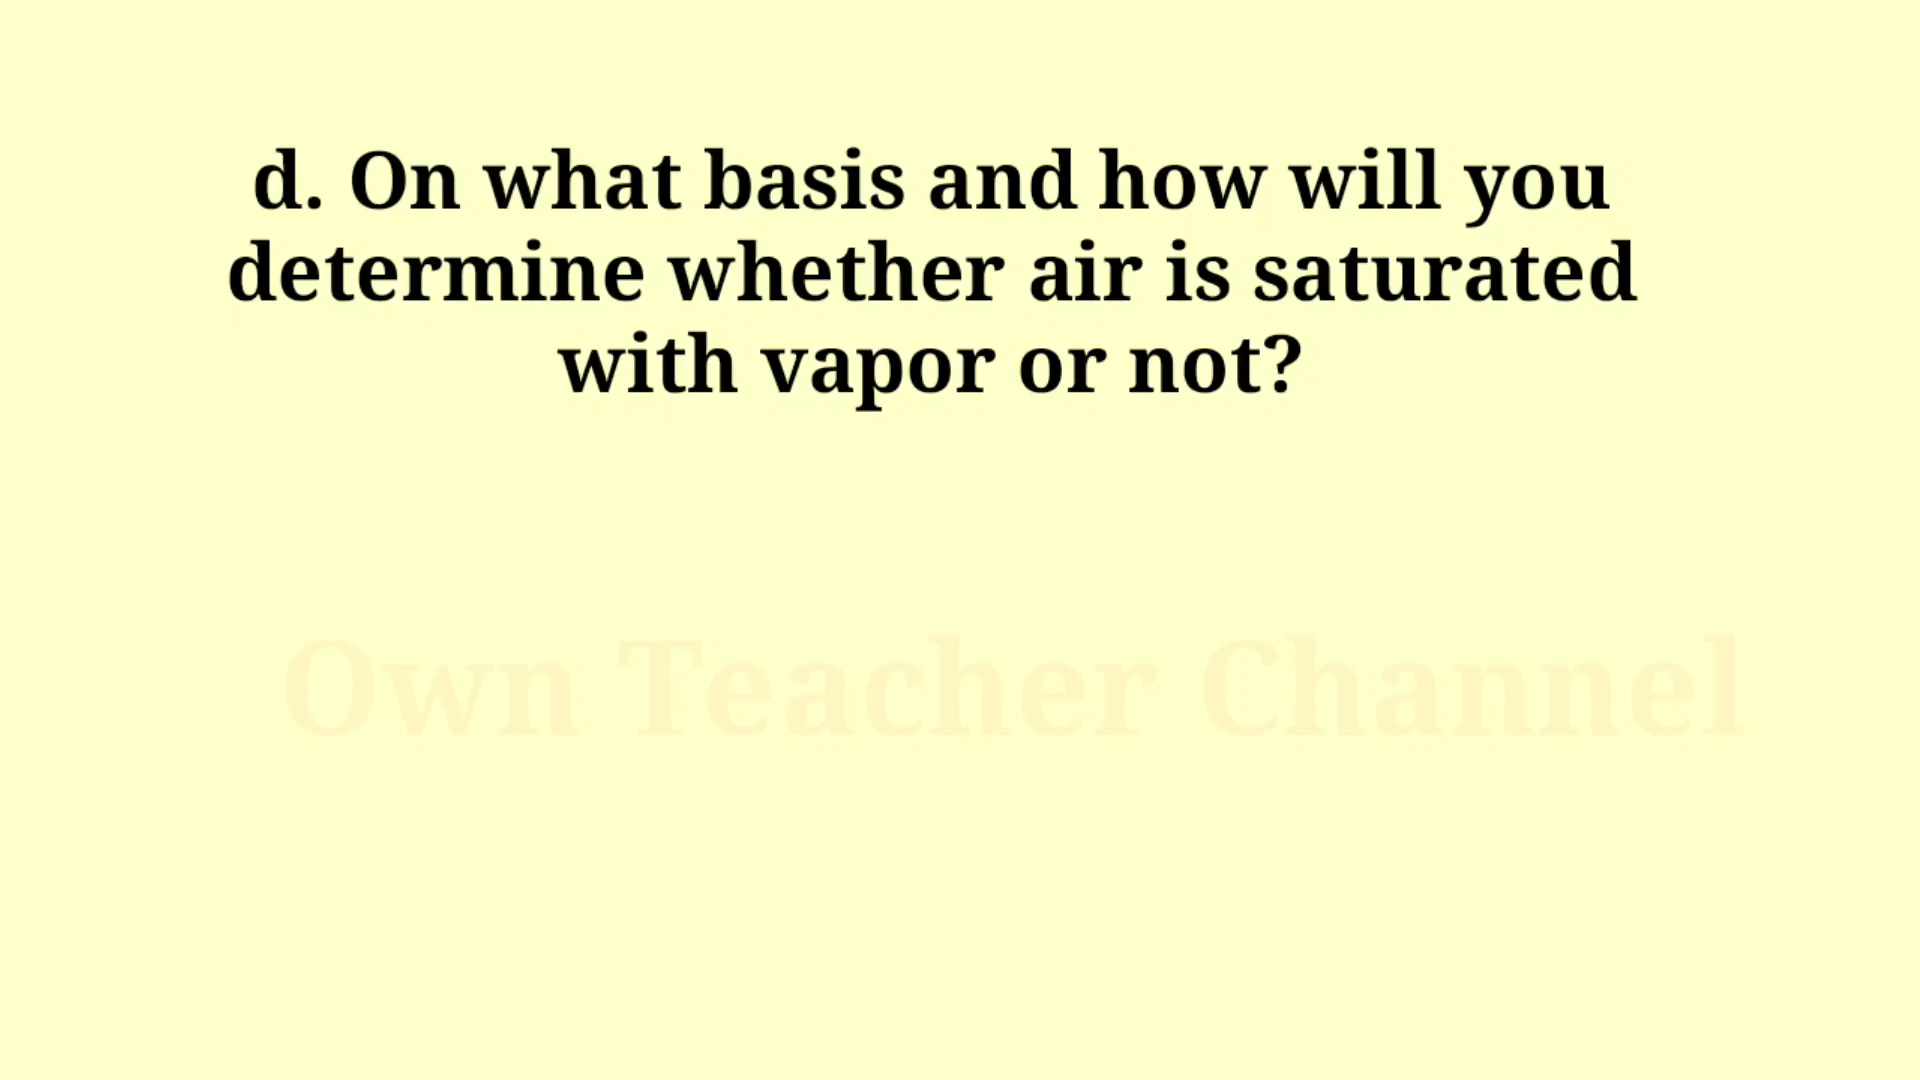 d. On what basis and how will you
determine whether air is saturated
with vapor or not?
Own Teacher Channel